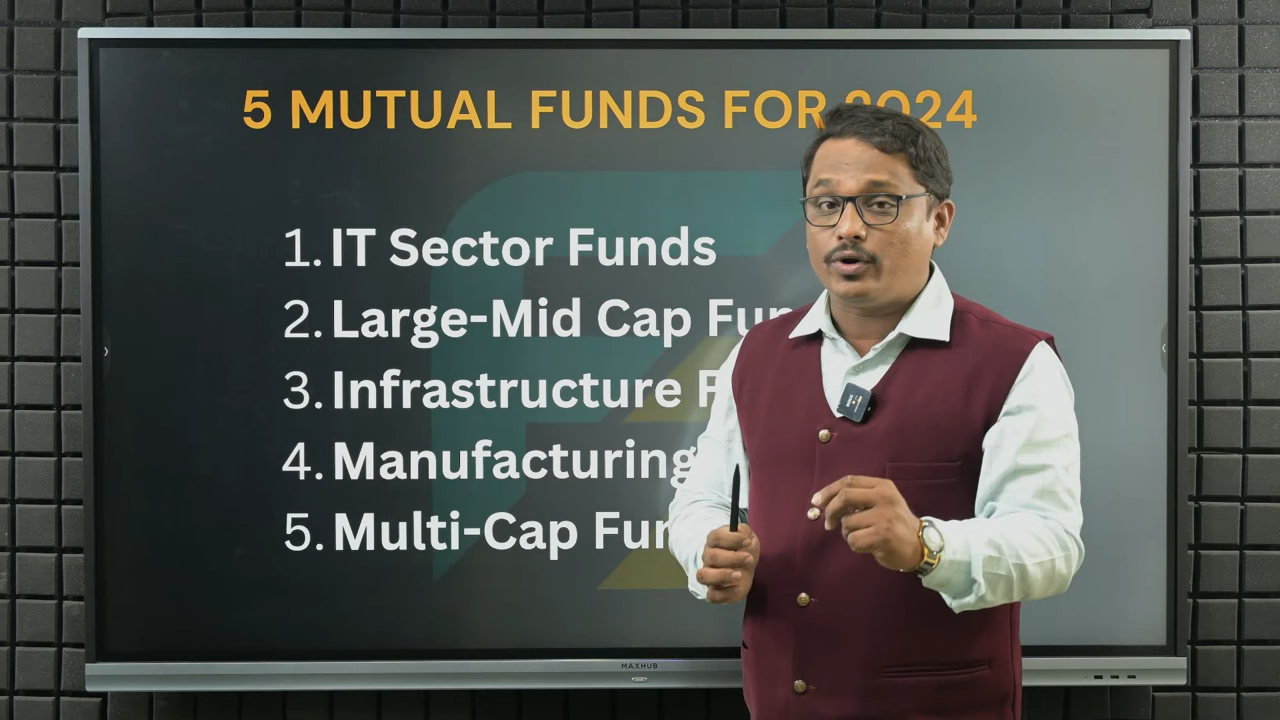 5 MUTUAL FUNDS FOR 2024
1. IT Sector Funds
2. Large-Mid Cap
3. Infrastructure
4. Manufacturing
5. Multi-Cap
MAXHUB